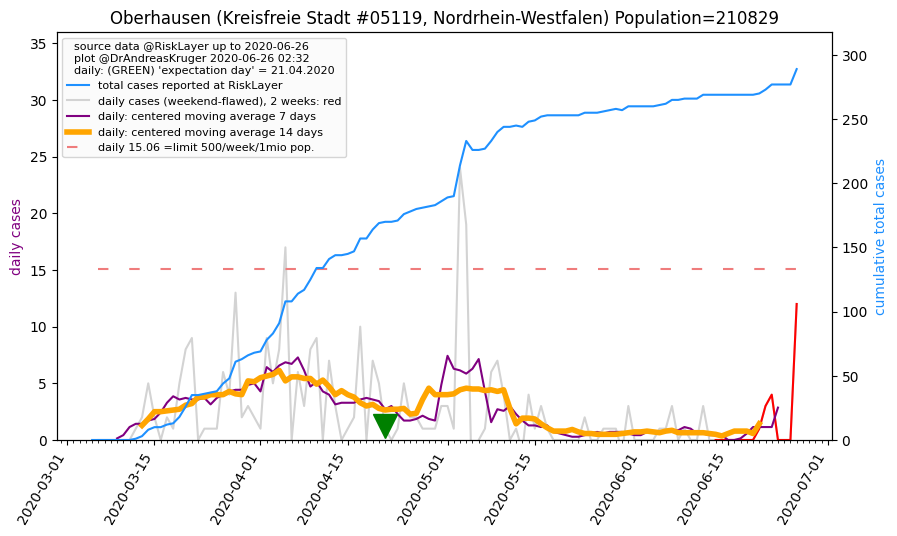 Oberhausen (Kreisfreie Stadt #05119, Nordrhein-Westfalen) Population=210829
source data @RiskLayer up to 2020-06-26
plot @DrAndreasKruger 2020-06-26 02:32
daily: (GREEN) 'expectation day' = 21.04.2020
total cases reported at RiskLayer
daily cases (weekend-flawed), 2 weeks: red
daily: centered moving average 7 days
daily: centered moving average 14 days
daily 15.06 =limit 500/week/1mio pop.
daily cases
35
30
25
20
15
10
5
0
cumulative total cases
300
250
200
150
100
50
0
2020-03-01
2020-03-15
2020-04-01
2020-04-15
2020-05-01
2020-05-15
2020-06-01
2020-06-15
2020-07-01